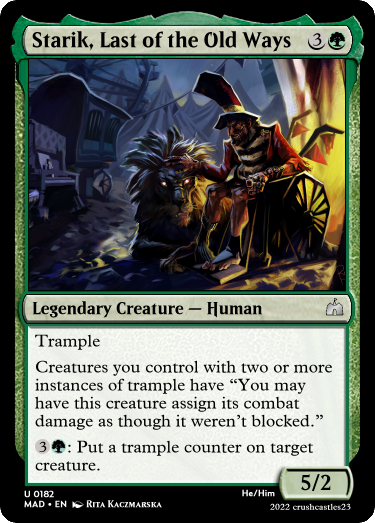 Starik, Last of the Old Ways 3
Legendary Creature — Human
Trample
Creatures you control with two or more
instances of trample have “You may
have this creature assign its combat
damage as though it weren’t blocked.”
3: Put a trample counter on target
creature.
5/2
U 0182
He/Him
MAD • EN Rita Kaczmarska
2022 crushcastles23